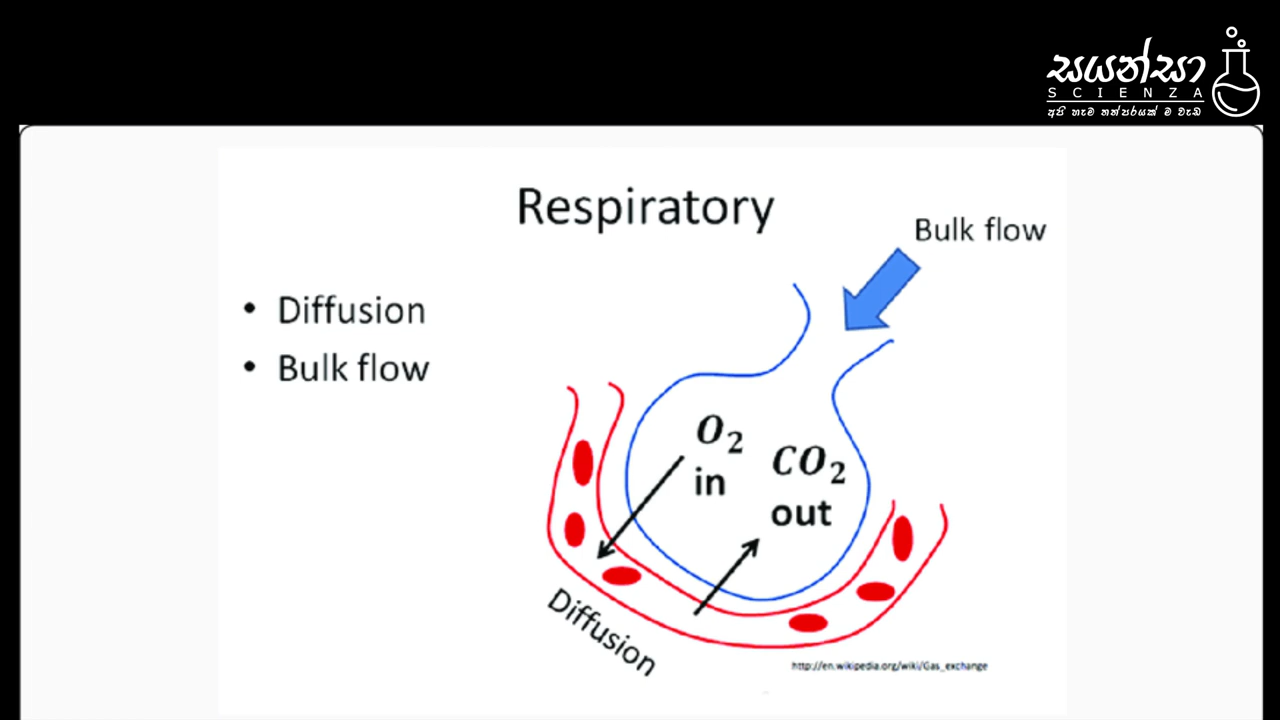 සයන්සා
SCIENZA
අපි හැම තත්පරයක් ම වැඩ
Respiratory
Bulk flow
• Diffusion
• Bulk flow
O₂
in
CO₂
out
Diffusion
http://en.wikipedia.org/wiki/Gas_exchange